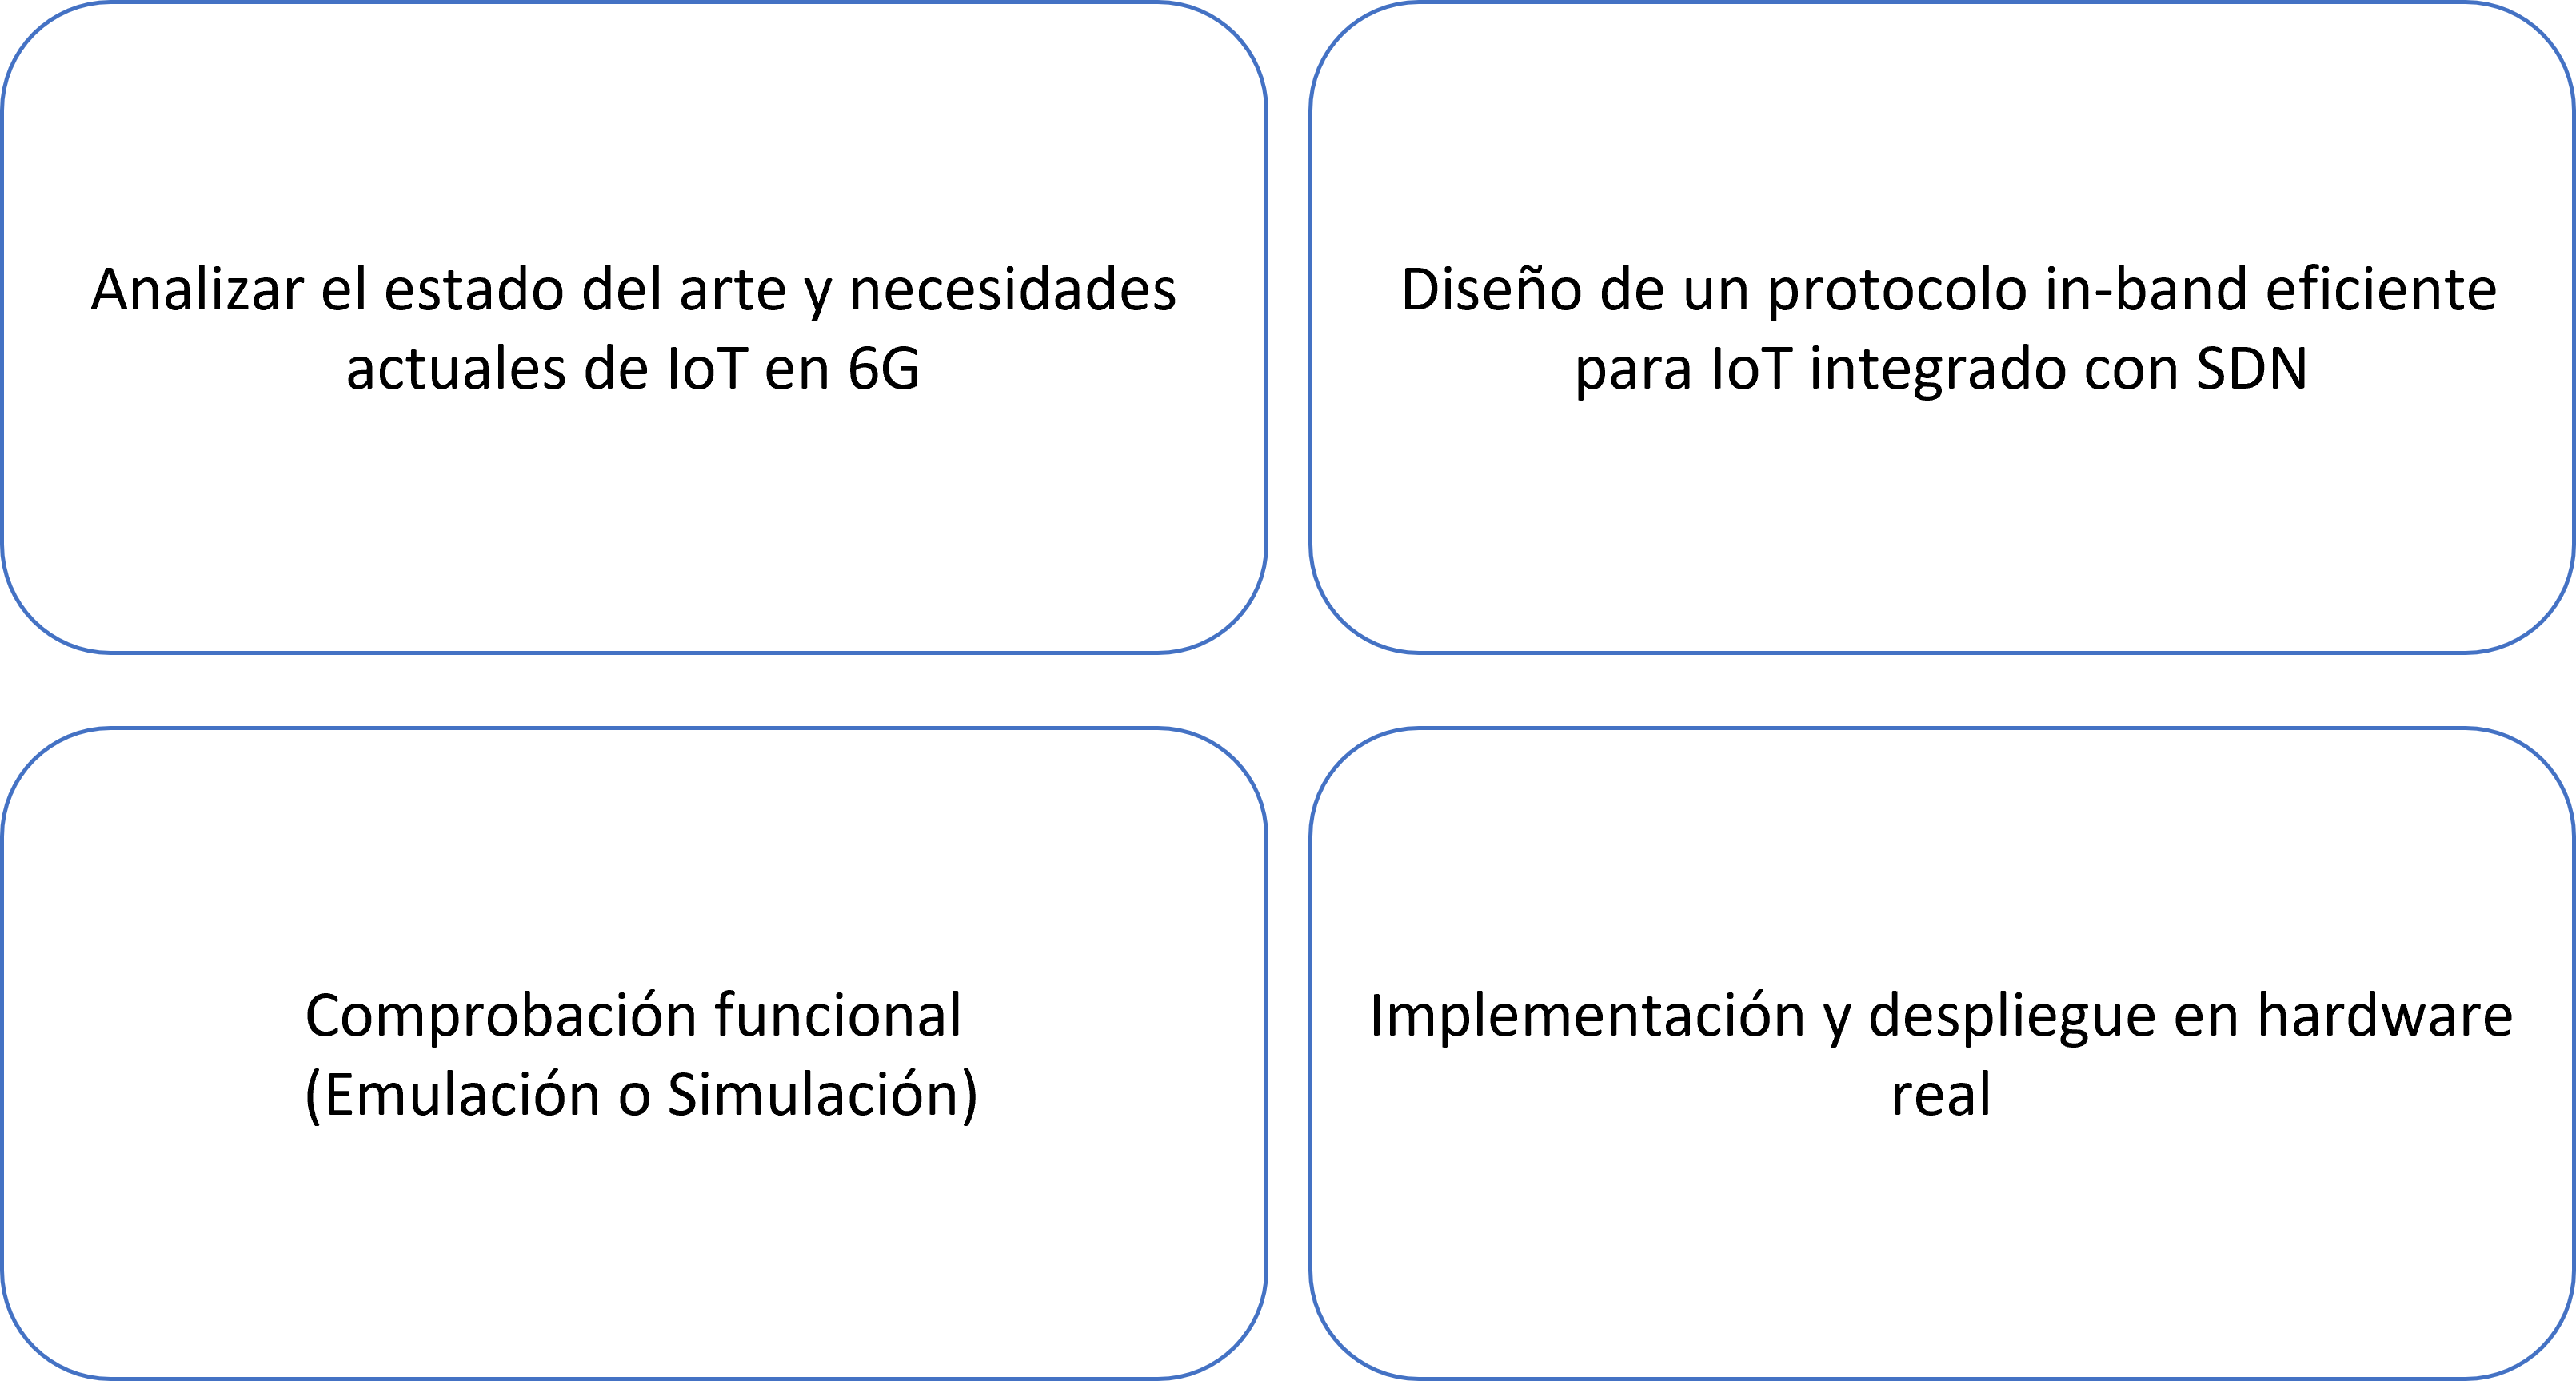 Analizar el estado del arte y necesidades
actuales de IoT en 6G
Diseño de un protocolo in-band eficiente
para IoT integrado con SDN
Comprobación funcional
(Emulación o Simulación)
Implementación y despliegue en hardware
real